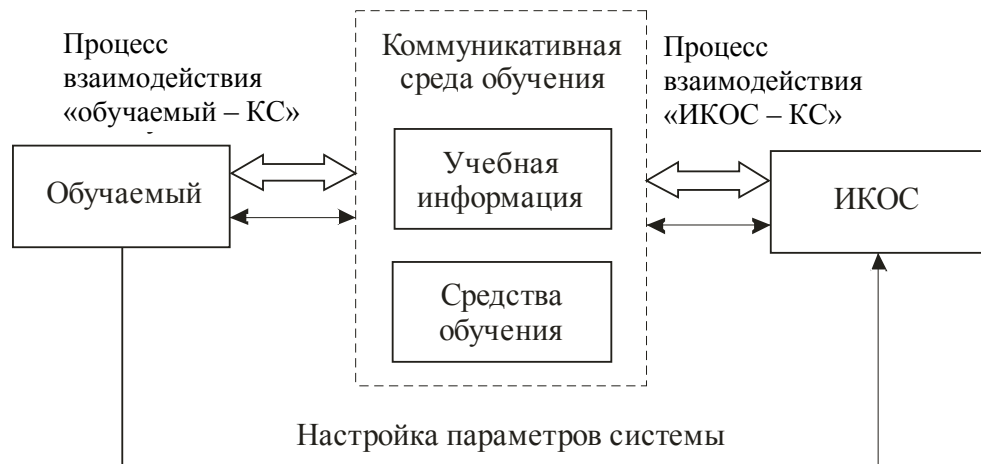 Процесс
взаимодействия
«обучаемый – КС»
Коммуникативная
среда обучения
Процесс
взаимодействия
«ИКОС – КС»
Обучаемый
Учебная
информация
ИКОС
Средства
обучения
Настройка параметров системы